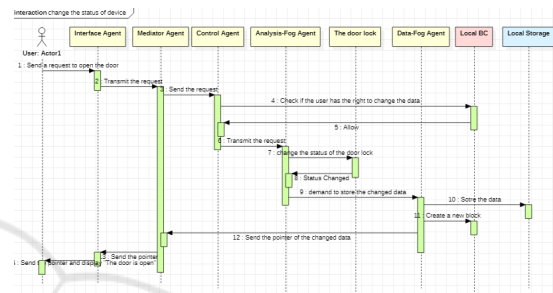 interaction change the status of device
Interface Agent
Mediator Agent
Control Agent
Analysis-Fog Agent
The door lock
Data-Fog Agent
Local BC
Local Storage
User: Actor1
1 : Send a request to open the door
2 : Transmit the request
3 : Send the request
4 : Check if the user has the right to change the data
5 : Allow
6 : Transmit the request
7 : change the status of the door lock
8 : Status Changed
9 : demand to store the changed data
10 : Sotre the data
11 : Create a new block
12 : Send the pointer of the changed data
13 : Send the pointer
: Send pointer and display "The door is open"